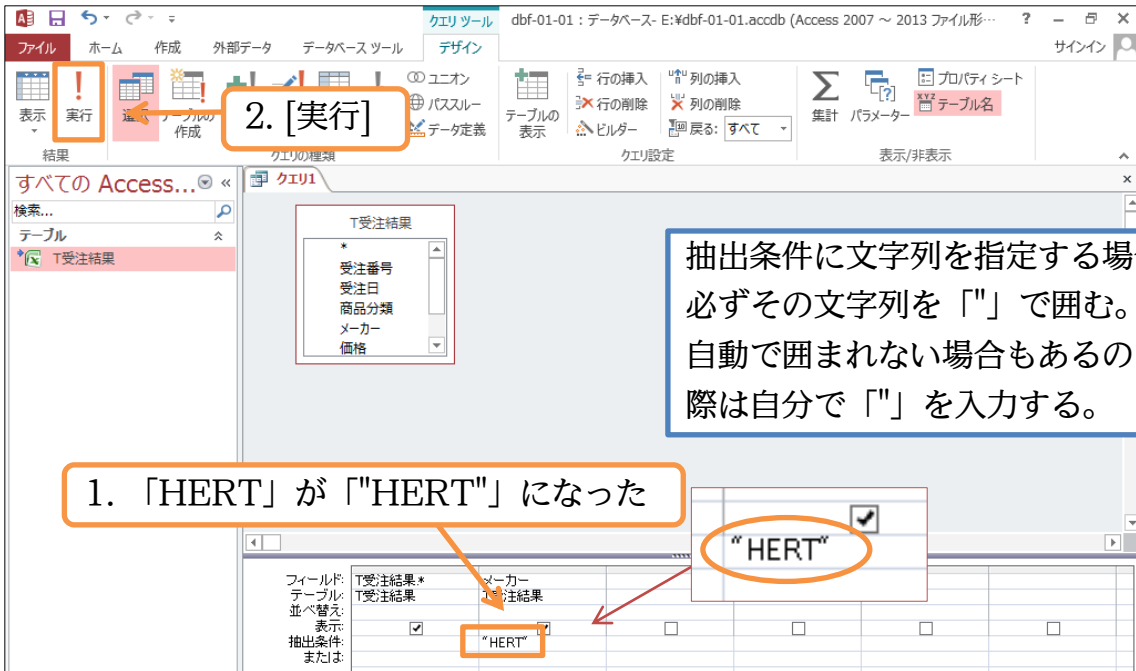 クエリ ツール
dbf-01-01 : データベース- E:¥dbf-01-01.accdb (Access 2007 ～ 2013 ファイル形…
?
ファイル ホーム 作成 外部データ データベース ツール デザイン
サインイン
表示
実行
選択
テーブルの
作成
ユニオン
パススルー
データ定義
テーブルの
表示
行の挿入
行の削除
ビルダー
列の挿入
列の削除
戻る: すべて
集計
パラメーター
プロパティ シート
テーブル名
結果
クエリの種類
クエリ設定
表示/非表示
2. [実行]
すべての Access...
検索...
テーブル
T受注結果
クエリ1
T受注結果
*
受注番号
受注日
商品分類
メーカー
価格
抽出条件に文字列を指定する場
必ずその文字列を「"」で囲む。
自動で囲まれない場合もあるの
際は自分で「"」を入力する。
1. 「HERT」が「"HERT"」になった
"HERT"
フィールド: T受注結果.* メーカー
テーブル: T受注結果 T受注結果
並べ替え:
表示:
抽出条件: "HERT"
または: